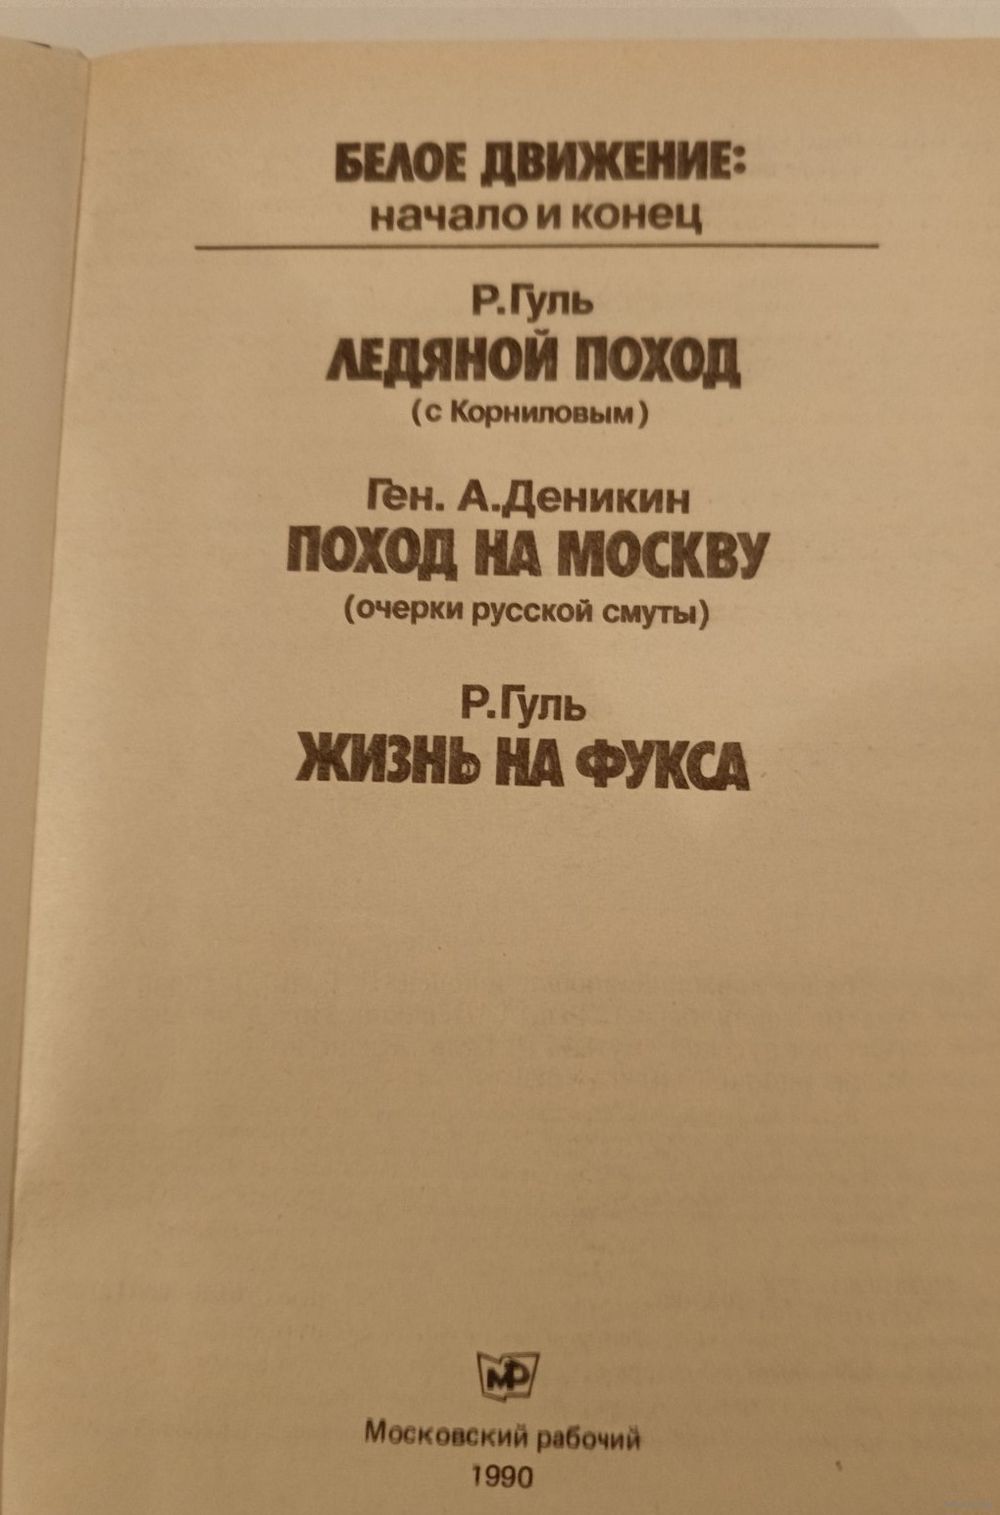 БЕЛОЕ ДВИЖЕНИЕ:
начало и конец
Р.Гуль
ЛЕДЯНОЙ ПОХОД
(с Корниловым)
Ген. А.Деникин
ПОХОД НА МОСКВУ
(очерки русской смуты)
Р.Гуль
ЖИЗНЬ НА ФУКСА
МР
Московский рабочий
1990